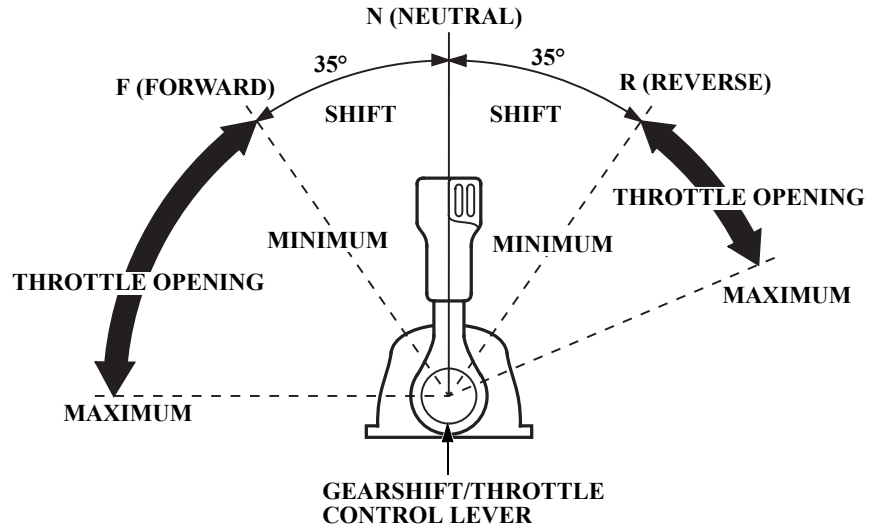 N (NEUTRAL)
35°
35°
F (FORWARD)
R (REVERSE)
SHIFT
SHIFT
THROTTLE OPENING
MINIMUM
MINIMUM
THROTTLE OPENING
MAXIMUM
MAXIMUM
GEARSHIFT/THROTTLE
CONTROL LEVER